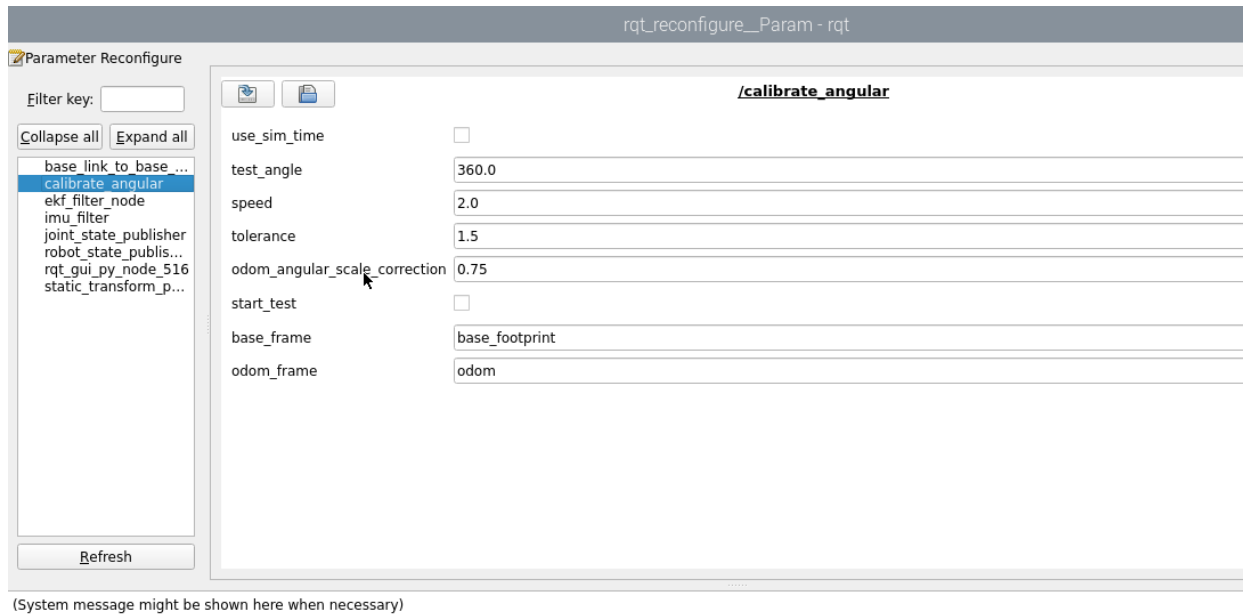 rqt_reconfigure__Param - rqt
Parameter Reconfigure
Filter key:
Collapse all
Expand all
base_link_to_base_...
calibrate_angular
ekf_filter_node
imu_filter
joint_state_publisher
robot_state_publis...
rqt_gui_py_node_516
static_transform_p...
Refresh
/calibrate_angular
use_sim_time
test_angle 360.0
speed 2.0
tolerance 1.5
odom_angular_scale_correction 0.75
start_test
base_frame base_footprint
odom_frame odom
(System message might be shown here when necessary)